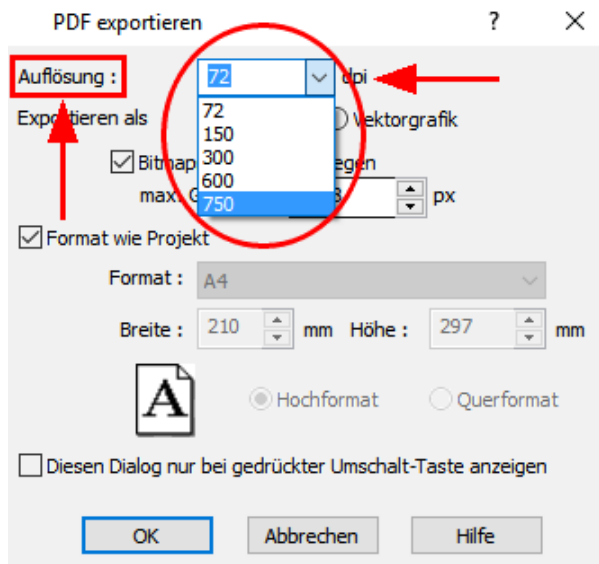 PDF exportieren ? ×
Auflösung : 72 dpi
Exportieren als Vektorgrafik
72
150
300
600
750
Bitmap egen
max. px
Format wie Projekt
Format : A4
Breite : 210 mm Höhe : 297 mm
A
Hochformat Querformat
Diesen Dialog nur bei gedrückter Umschalt-Taste anzeigen
OK Abbrechen Hilfe